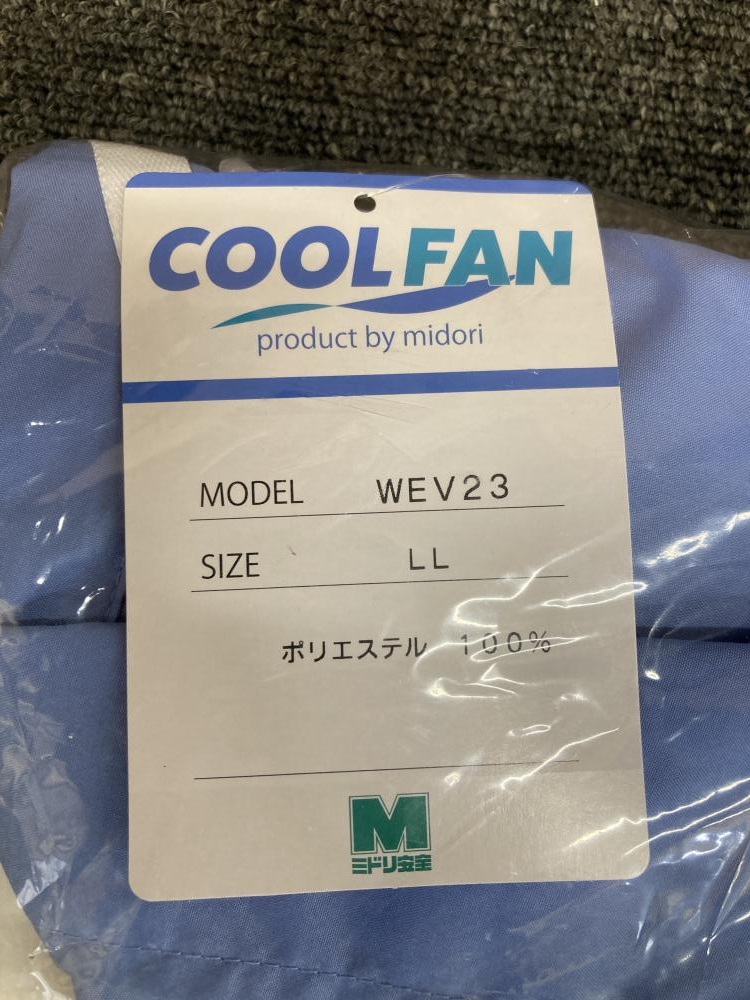 COOLFAN
product by midori
MODEL WEV23
SIZE LL
ポリエステル 100%
M
ミドリ安全